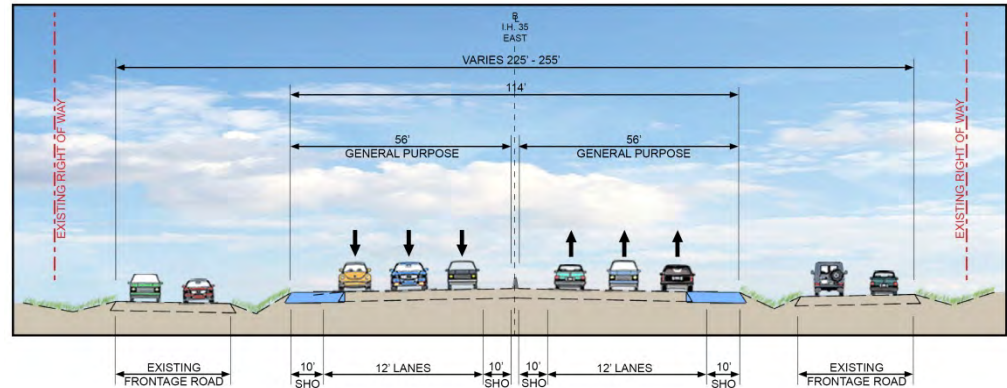 ℄
I.H. 35
EAST
VARIES 225' - 255'
114'
56'
GENERAL PURPOSE
56'
GENERAL PURPOSE
EXISTING RIGHT OF WAY
EXISTING RIGHT OF WAY
EXISTING
FRONTAGE ROAD
10'
SHO
12' LANES
10'
SHO
10'
SHO
12' LANES
10'
SHO
EXISTING
FRONTAGE ROAD